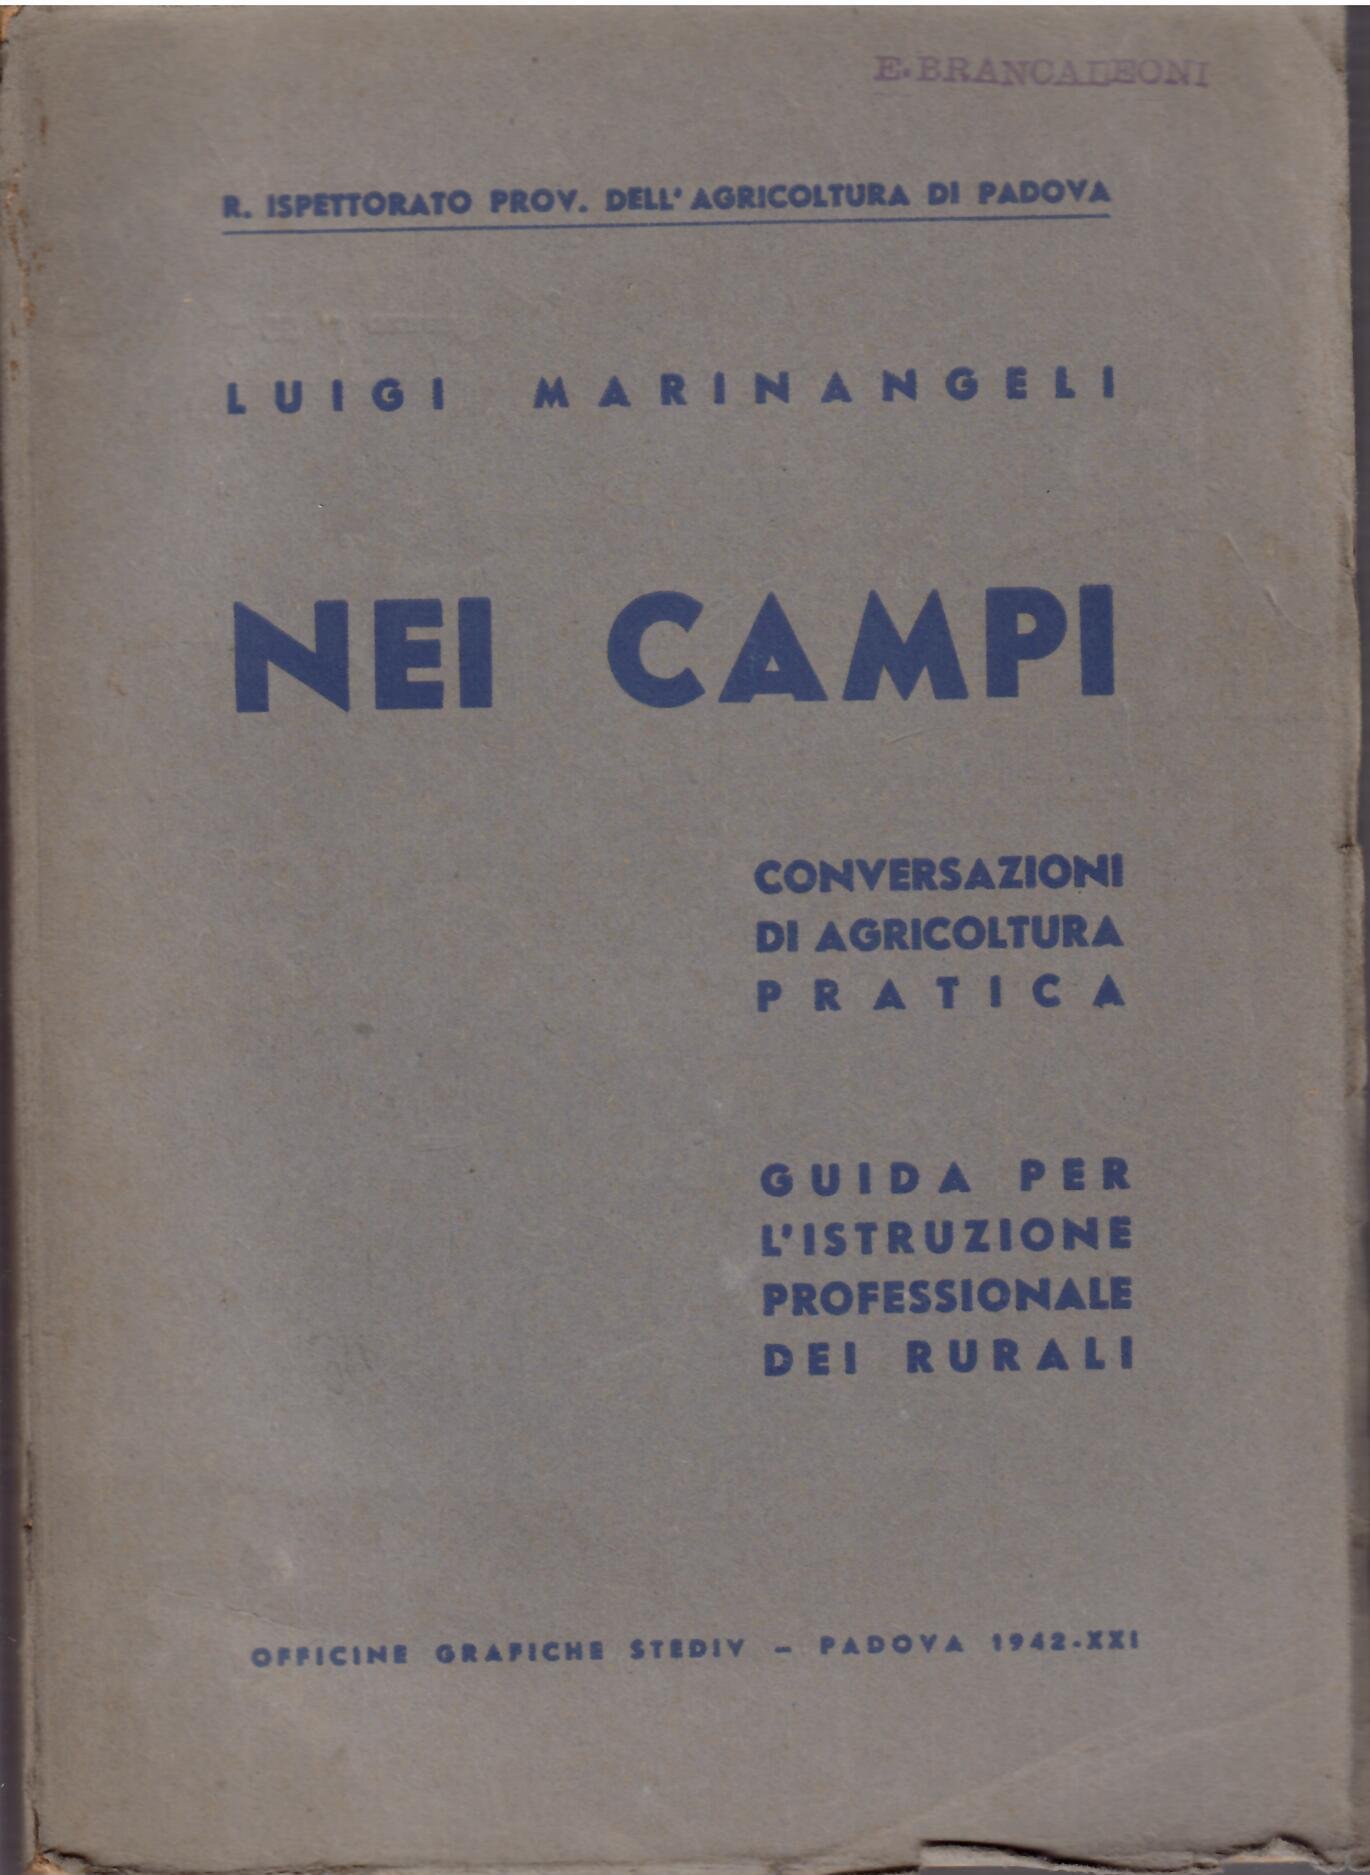 E. BRANCALEONI
R. ISPETTORATO PROV. DELL' AGRICOLTURA DI PADOVA
LUIGI MARINANGELI
NEI CAMPI
CONVERSAZIONI
DI AGRICOLTURA
PRATICA
GUIDA PER
L'ISTRUZIONE
PROFESSIONALE
DEI RURALI
OFFICINE GRAFICHE STEDIV - PADOVA 1942-XXI